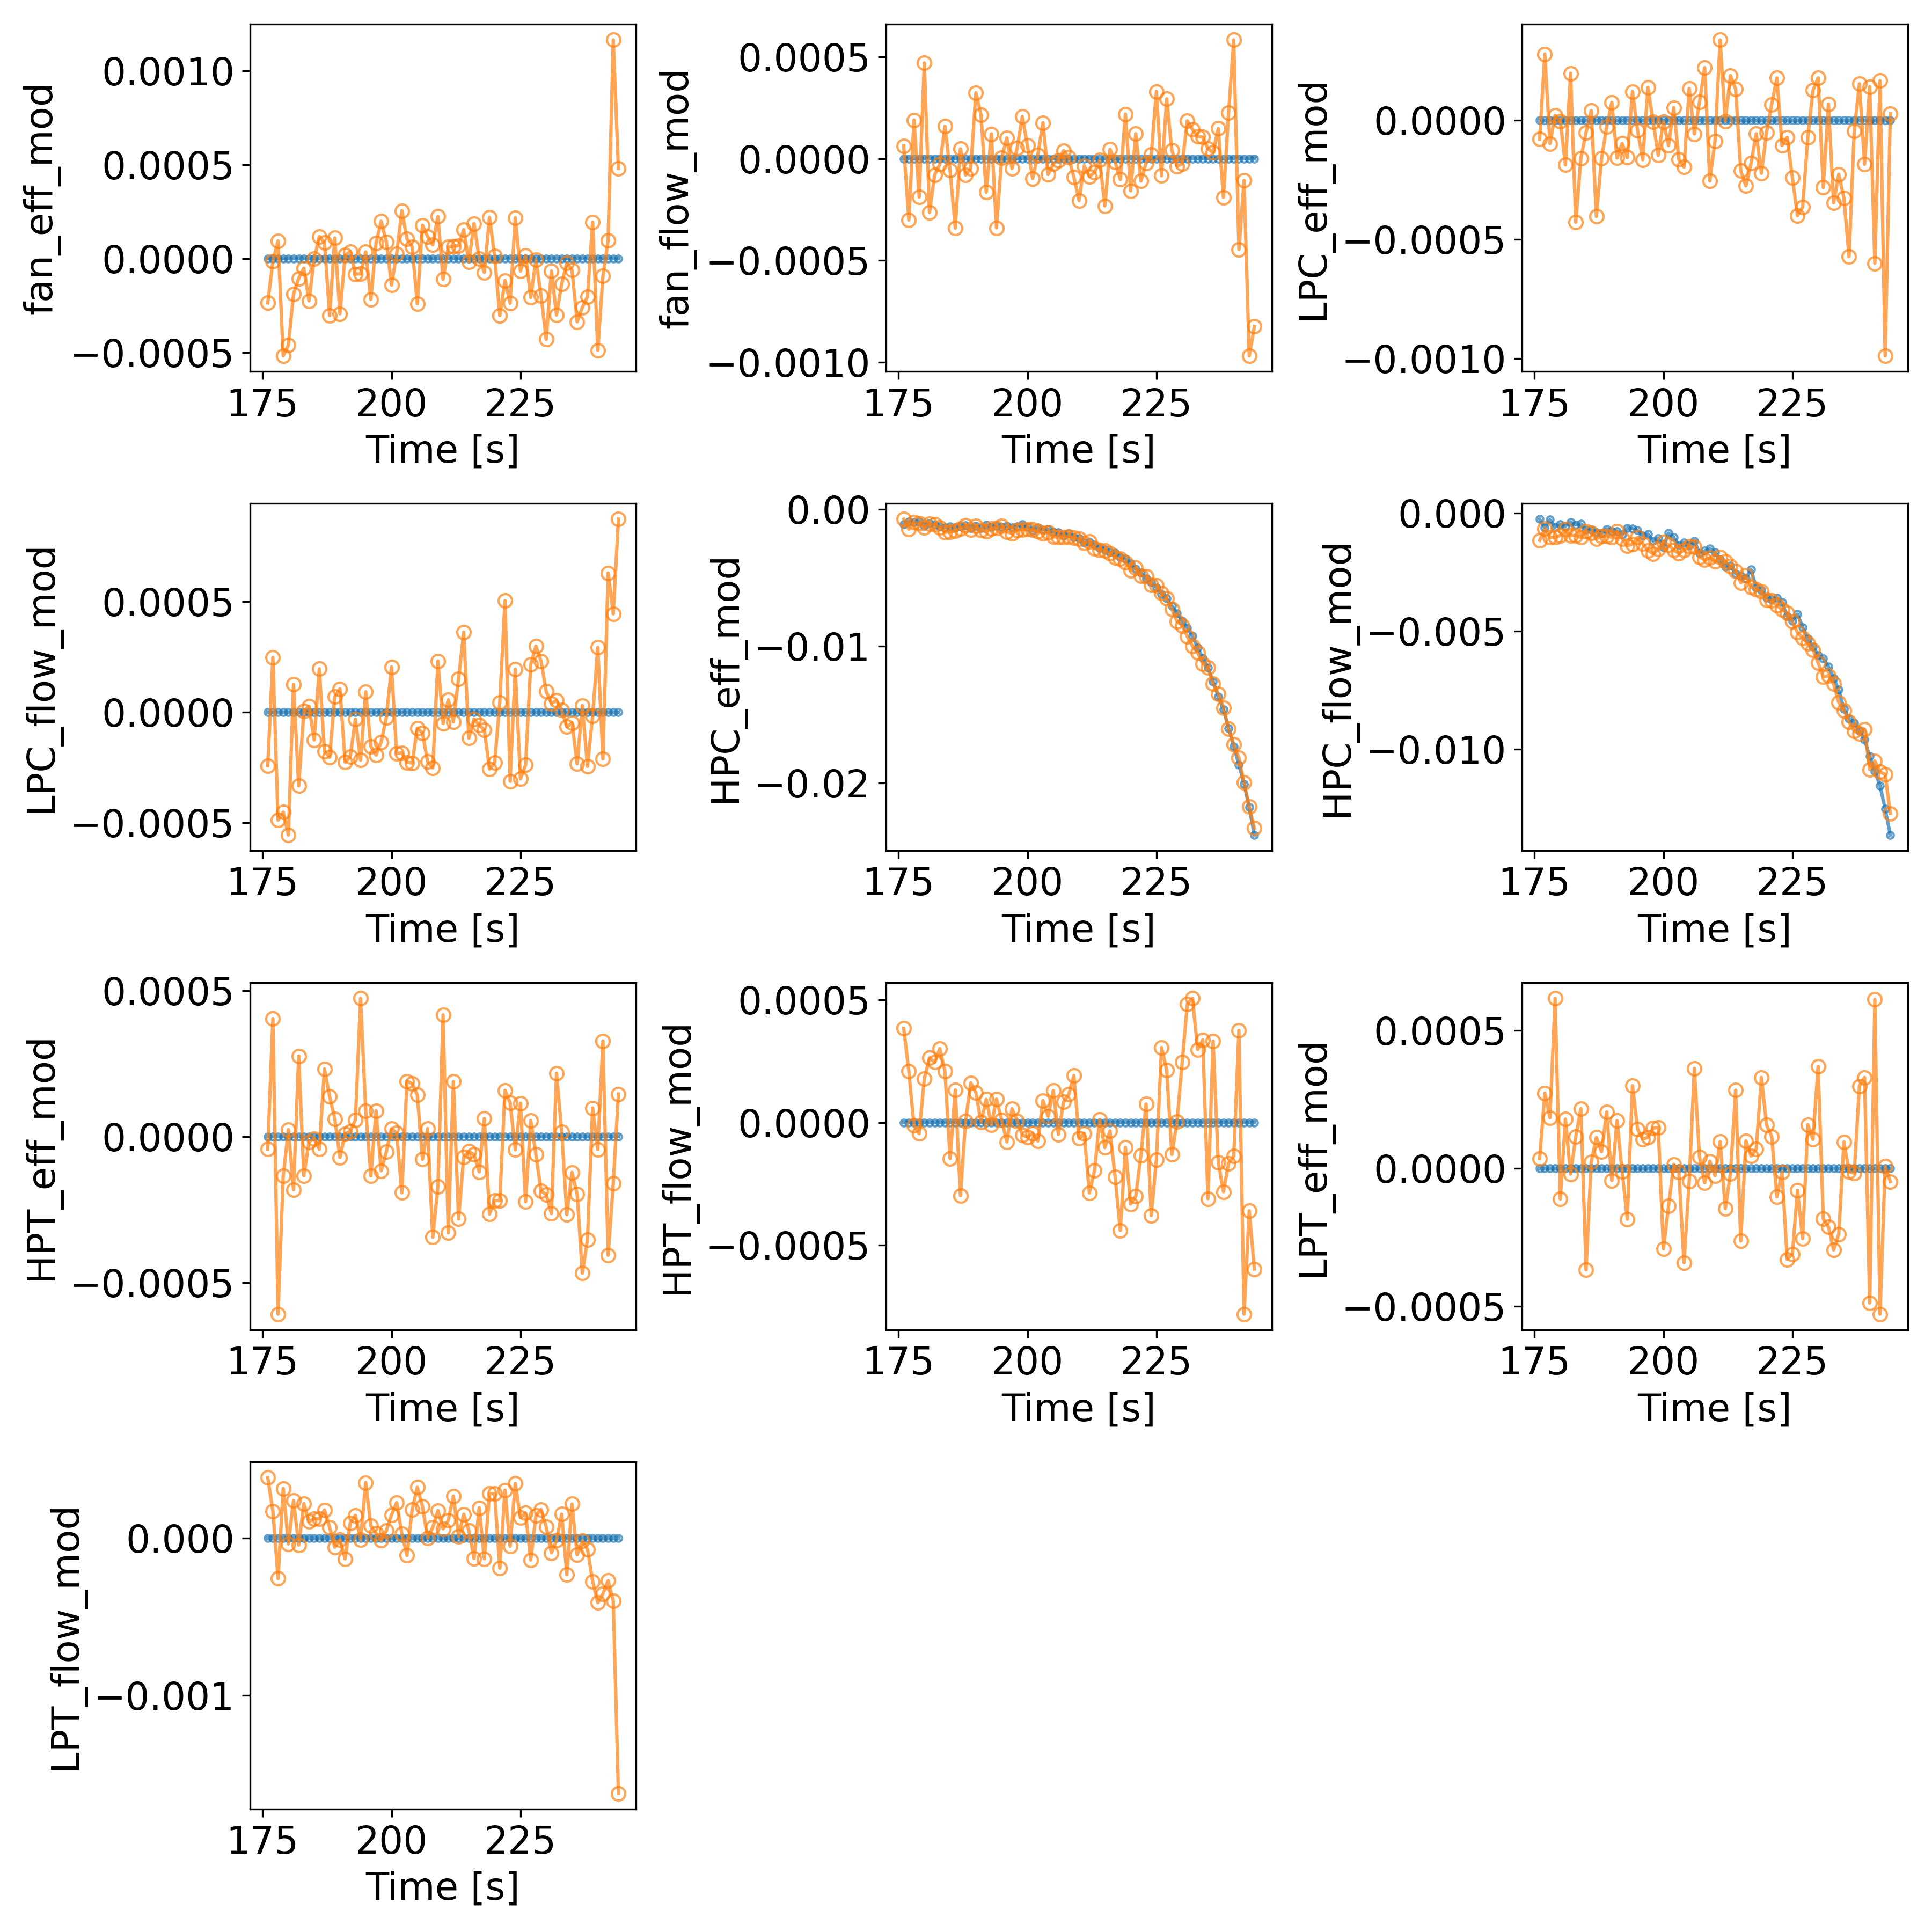 fan_eff_mod
0.0010
0.0005
0.0000
−0.0005
175 200 225
Time [s]
fan_flow_mod
0.0005
0.0000
−0.0005
−0.0010
175 200 225
Time [s]
LPC_eff_mod
0.0000
−0.0005
−0.0010
175 200 225
Time [s]
LPC_flow_mod
0.0005
0.0000
−0.0005
175 200 225
Time [s]
HPC_eff_mod
0.00
−0.01
−0.02
175 200 225
Time [s]
HPC_flow_mod
0.000
−0.005
−0.010
175 200 225
Time [s]
HPT_eff_mod
0.0005
0.0000
−0.0005
175 200 225
Time [s]
HPT_flow_mod
0.0005
0.0000
−0.0005
175 200 225
Time [s]
LPT_eff_mod
0.0005
0.0000
−0.0005
175 200 225
Time [s]
LPT_flow_mod
0.000
−0.001
175 200 225
Time [s]